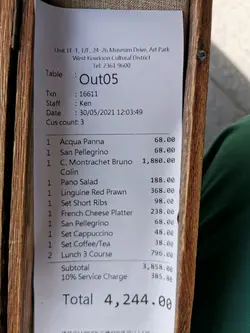 Unit 1F-1, 1/F, 24-26 Museum Drive, Art Park
West Kowloon Cultural District
Tel: 2361 9600
Table :
Out05
Txn : 16611
Staff : Ken
Date : 30/05/2021 12:03:49
Cus count: 3
1 Acqua Panna 68.00
1 San Pellegrino 68.00
1 C. Montrachet Bruno 1,880.00
Colin
1 Pano Salad 188.00
1 Linguine Red Prawn 368.00
1 Set Short Ribs 98.00
1 French Cheese Platter 238.00
1 San Pellegrino 68.00
1 Set Cappuccino 48.00
1 Set Coffee/Tea 38.00
2 Lunch 3 Course 796.00
Subtotal 3,858.00
10% Service Charge 385.80
Total 4,244.00